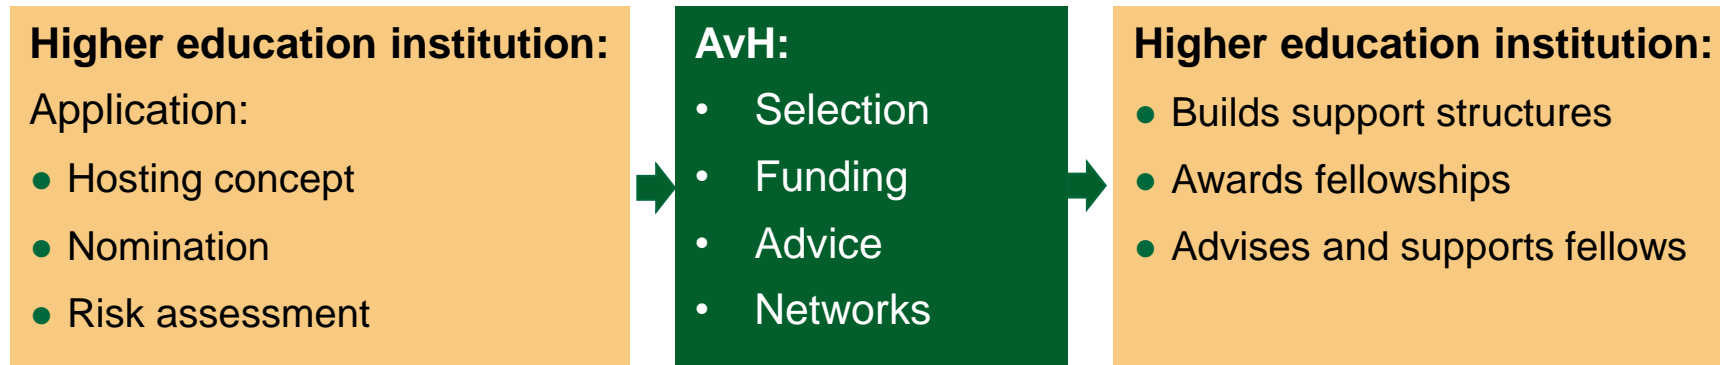 Higher education institution:
Application:
● Hosting concept
● Nomination
● Risk assessment
AvH:
• Selection
• Funding
• Advice
• Networks
Higher education institution:
● Builds support structures
● Awards fellowships
● Advises and supports fellows